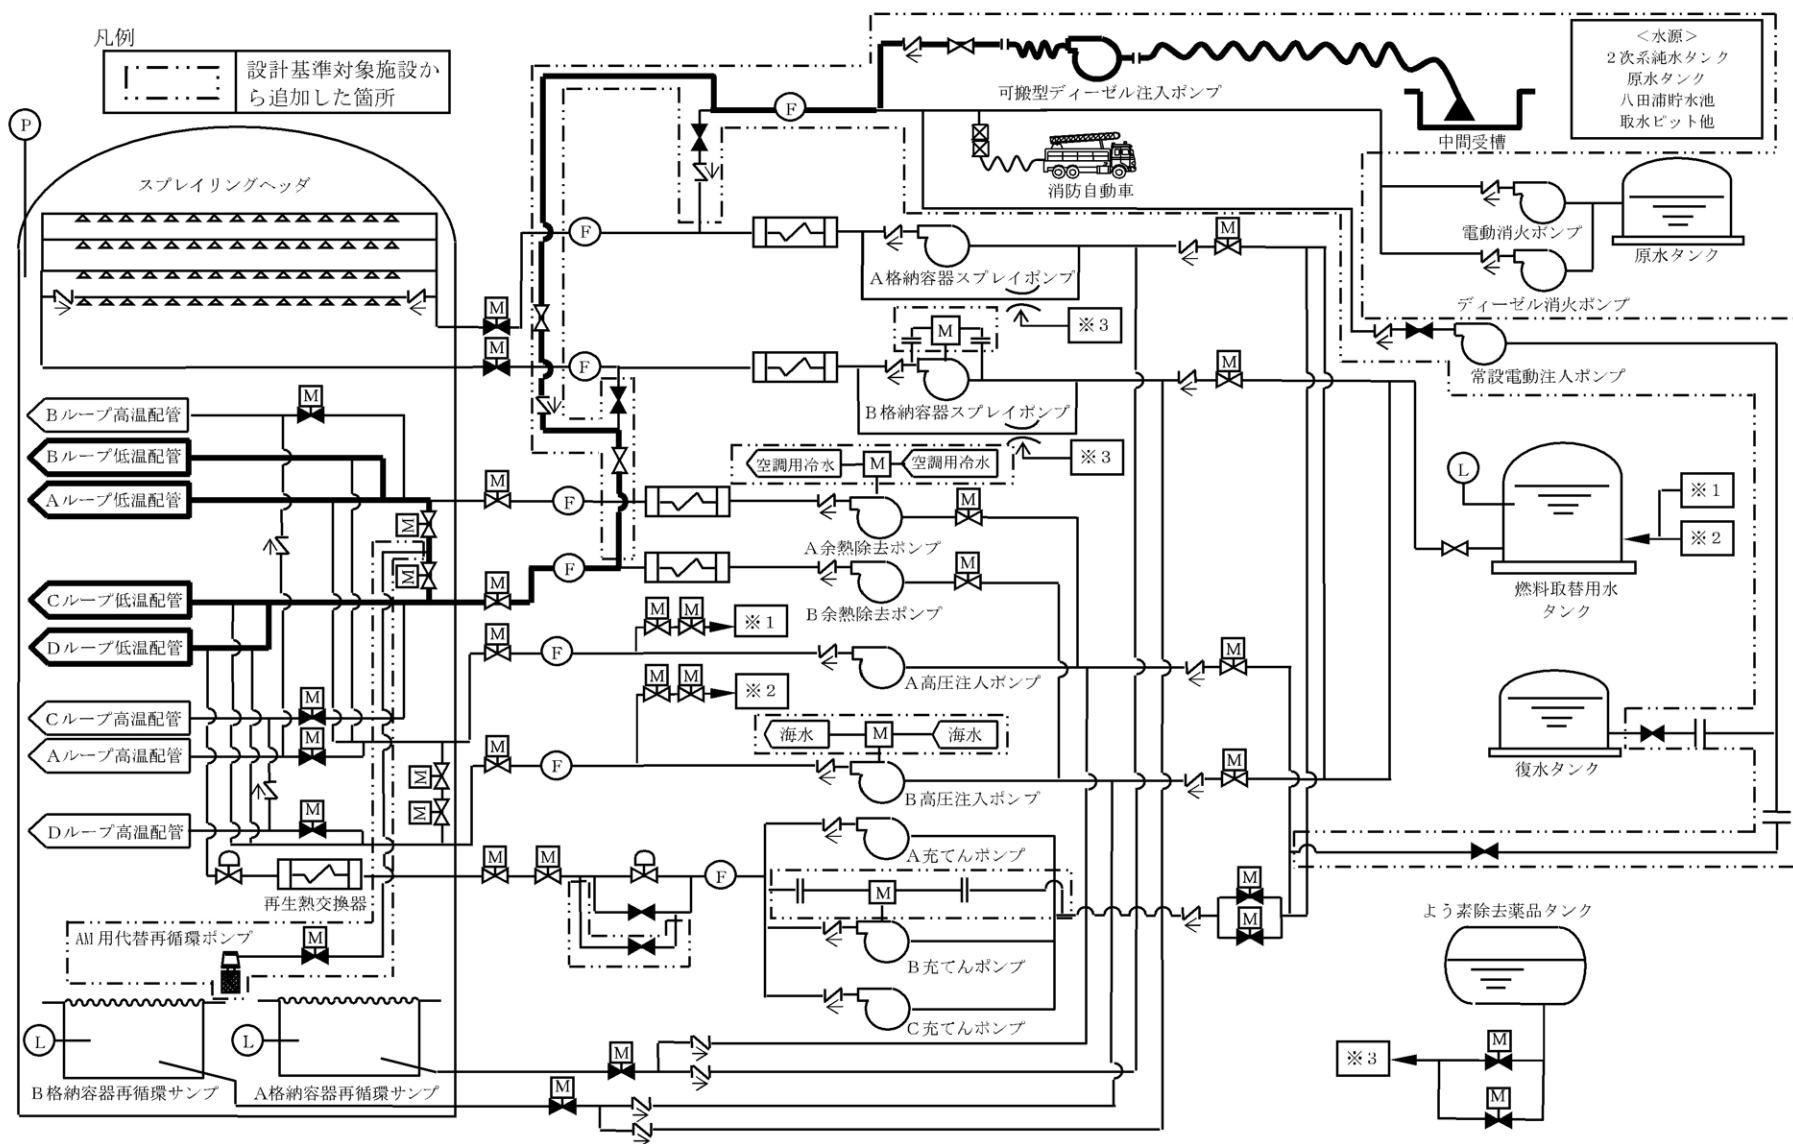 凡例
設計基準対象施設か
ら追加した箇所
P
スプレイリングヘッダ
F
可搬型ディーゼル注入ポンプ
中間受槽
<水源>
2次系純水タンク
原水タンク
八田浦貯水池
取水ピット他
消防自動車
電動消火ポンプ
原水タンク
ディーゼル消火ポンプ
常設電動注人ポンプ
F
M
A格納容器スプレイポンプ
※3
M
M
F
M
M
B格納容器スプレイポンプ
※3
Bループ高温配管
M
Bループ低温配管
空調用冷水
M
空調用冷水
Aループ低温配管
M
F
M
A余熱除去ポンプ
M
L
※1
※2
燃料取替用水
タンク
M
F
M
B余熱除去ポンプ
Cループ低温配管
M
M
M
※1
Dループ低温配管
M
F
A高圧注人ポンプ
M
M
M
※2
Cループ高温配管
M
海水
M
海水
Aループ高温配管
M
M
F
B高圧注入ポンプ
M
復水タンク
M
M
Dループ高温配管
M
A充てんポンプ
再生熱交換器
M
M
F
M
M
M
B充てんポンプ
AM用代替再循環ポンプ
M
よう素除去薬品タンク
C充てんポンプ
L
L
M
B格納容器再循環サンプ
A格納容器再循環サンプ
M
※3
M
M